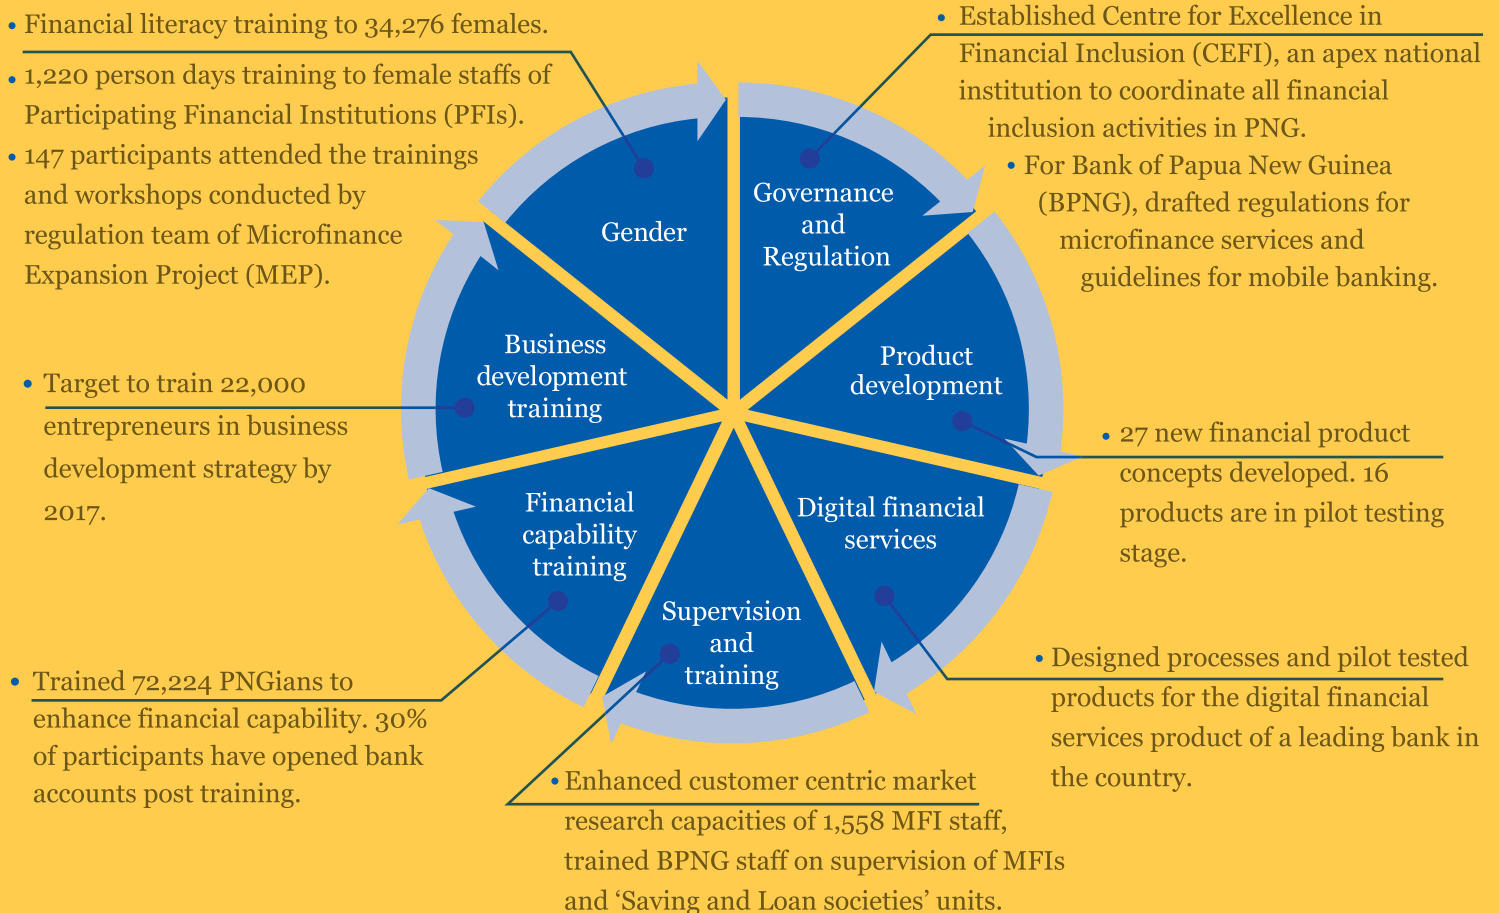 • Financial literacy training to 34,276 females.
• 1,220 person days training to female staffs of
Participating Financial Institutions (PFIs).
• 147 participants attended the trainings
and workshops conducted by
regulation team of Microfinance
Expansion Project (MEP).
• Established Centre for Excellence in
Financial Inclusion (CEFI), an apex national
institution to coordinate all financial
inclusion activities in PNG.
• For Bank of Papua New Guinea
(BPNG), drafted regulations for
microfinance services and
guidelines for mobile banking.
Gender
Governance
and
Regulation
Business
development
training
Product
development
• Target to train 22,000
entrepreneurs in business
development strategy by
2017.
• 27 new financial product
concepts developed. 16
products are in pilot testing
stage.
Financial
capability
training
Digital financial
services
Supervision
and
training
• Trained 72,224 PNGians to
enhance financial capability. 30%
of participants have opened bank
accounts post training.
• Designed processes and pilot tested
products for the digital financial
services product of a leading bank in
the country.
• Enhanced customer centric market
research capacities of 1,558 MFI staff,
trained BPNG staff on supervision of MFIs
and ‘Saving and Loan societies’ units.